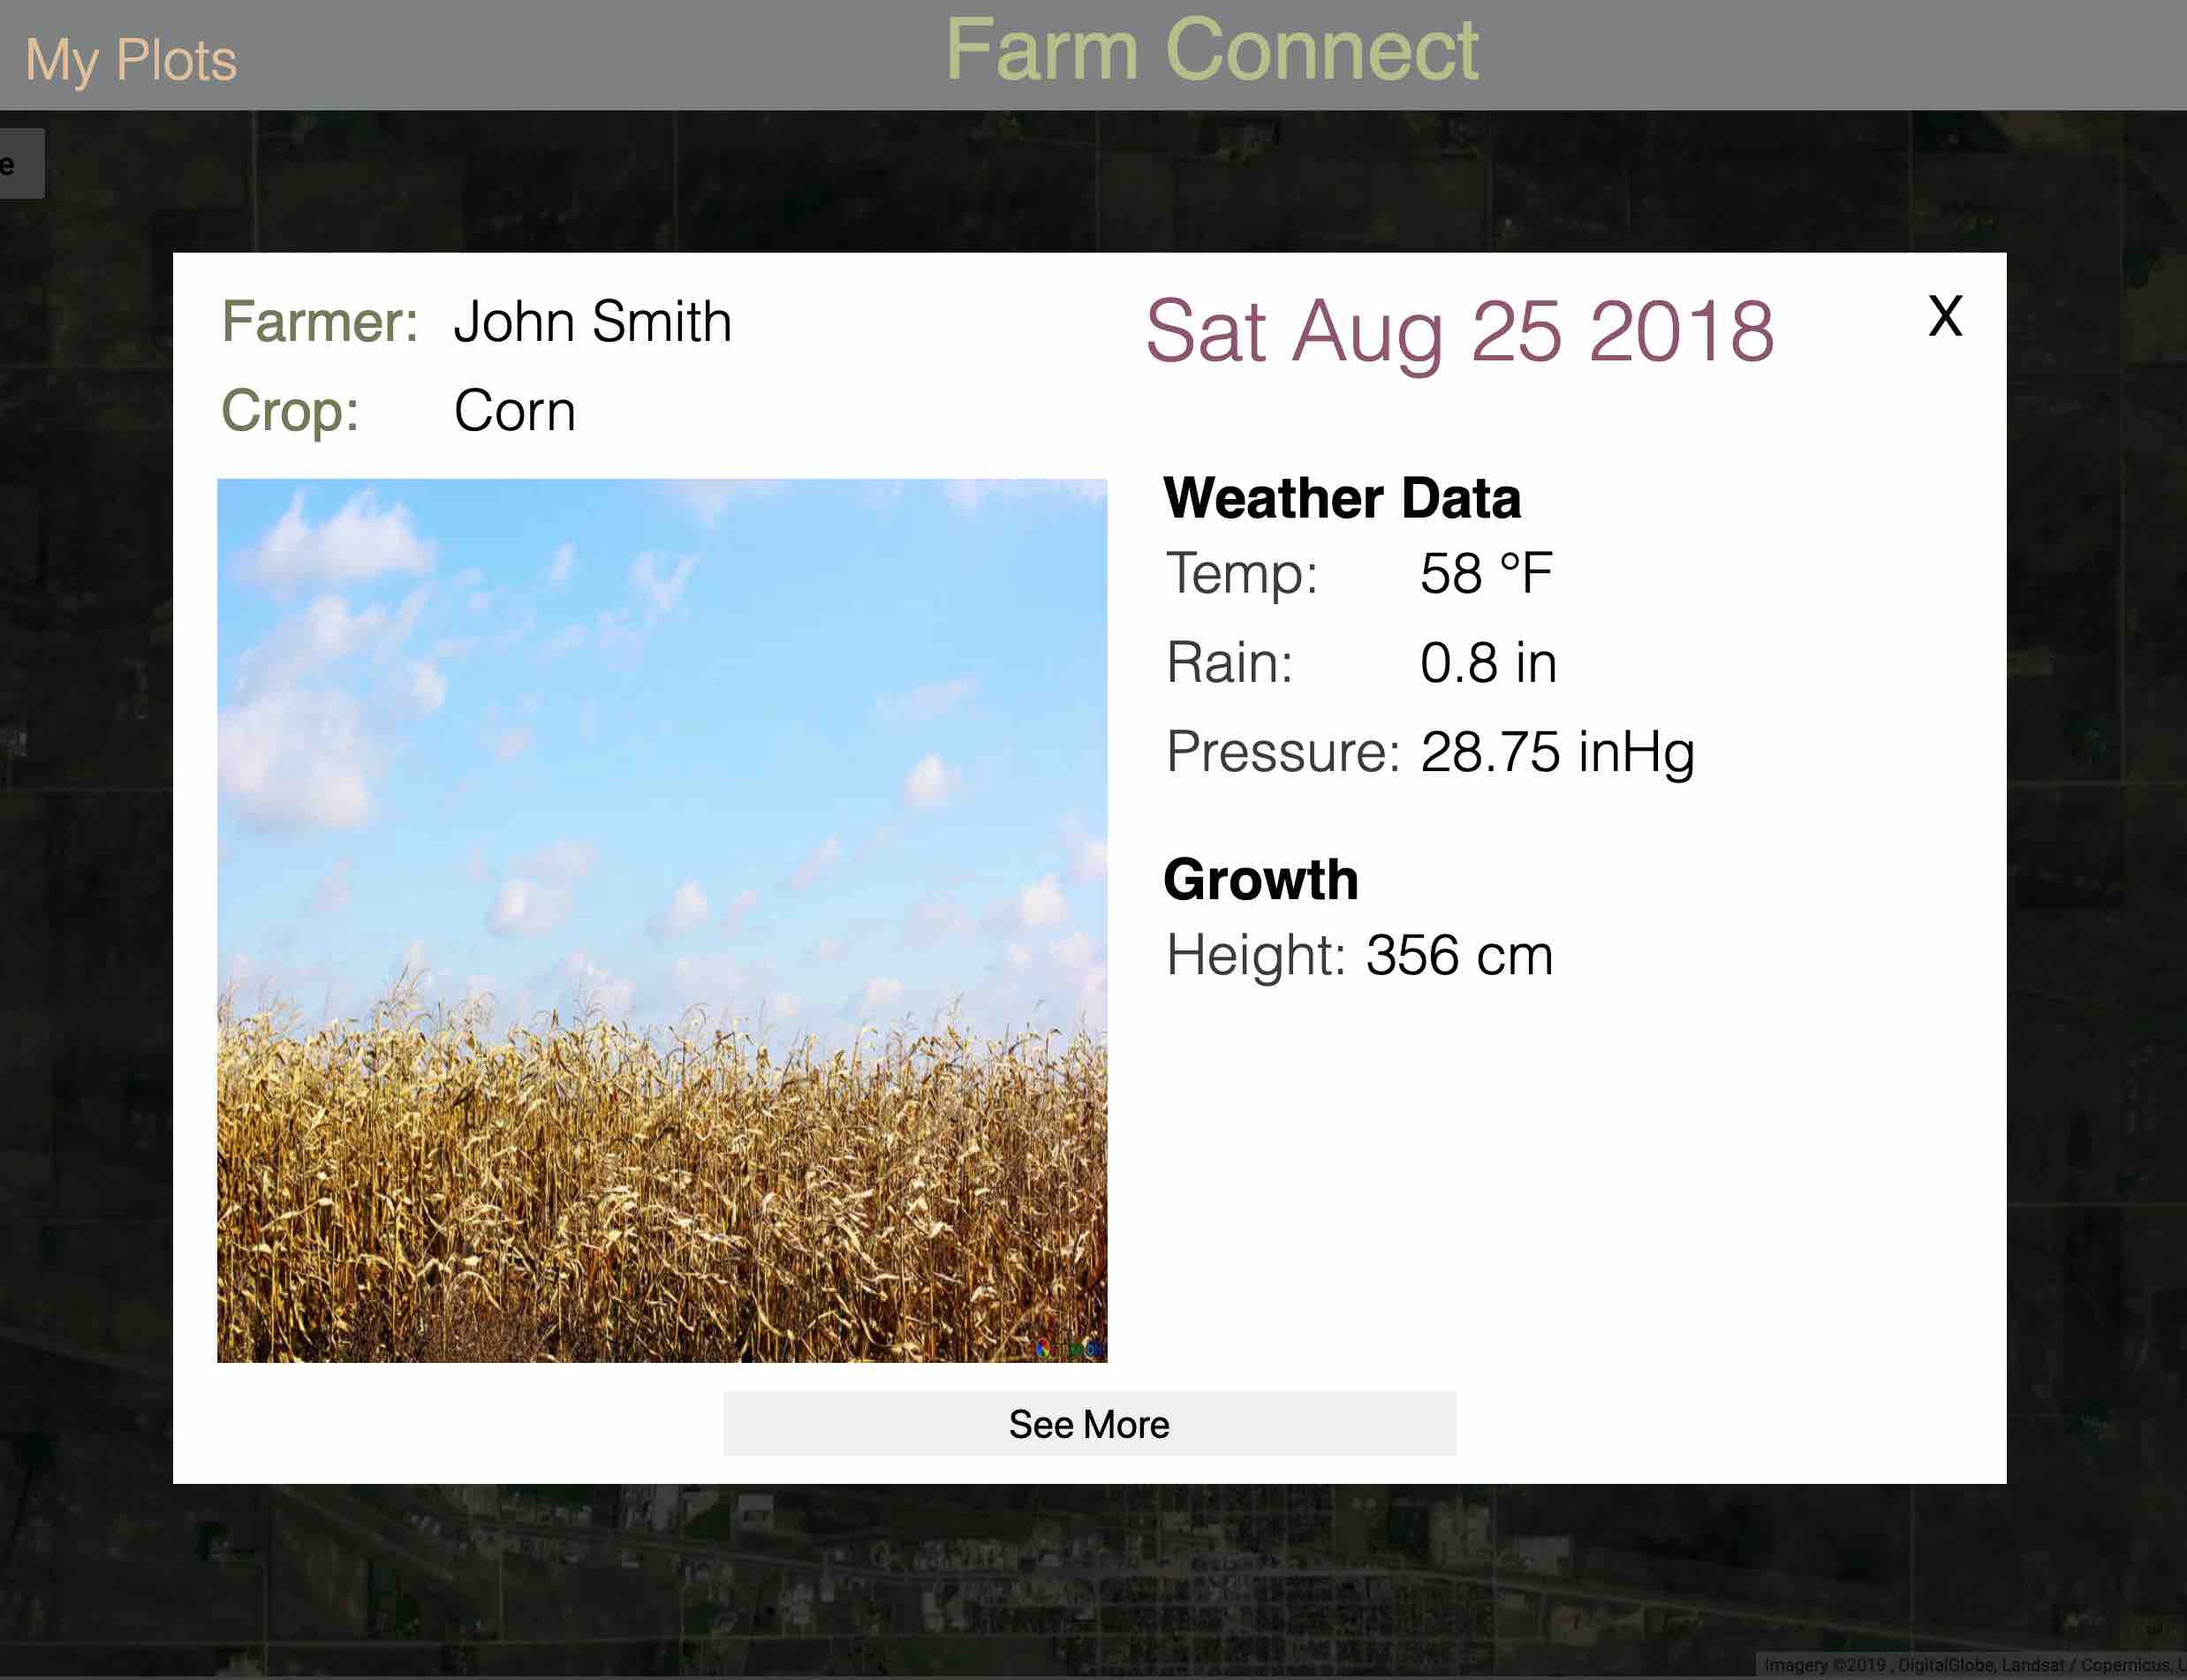 My Plots
Farm Connect
e
Farmer: John Smith
Sat Aug 25 2018
X
Crop: Corn
Weather Data
Temp: 58 °F
Rain: 0.8 in
Pressure: 28.75 inHg
Growth
Height: 356 cm
See More
Imagery ©2019 , DigitalGlobe, Landsat / Copernicus, U